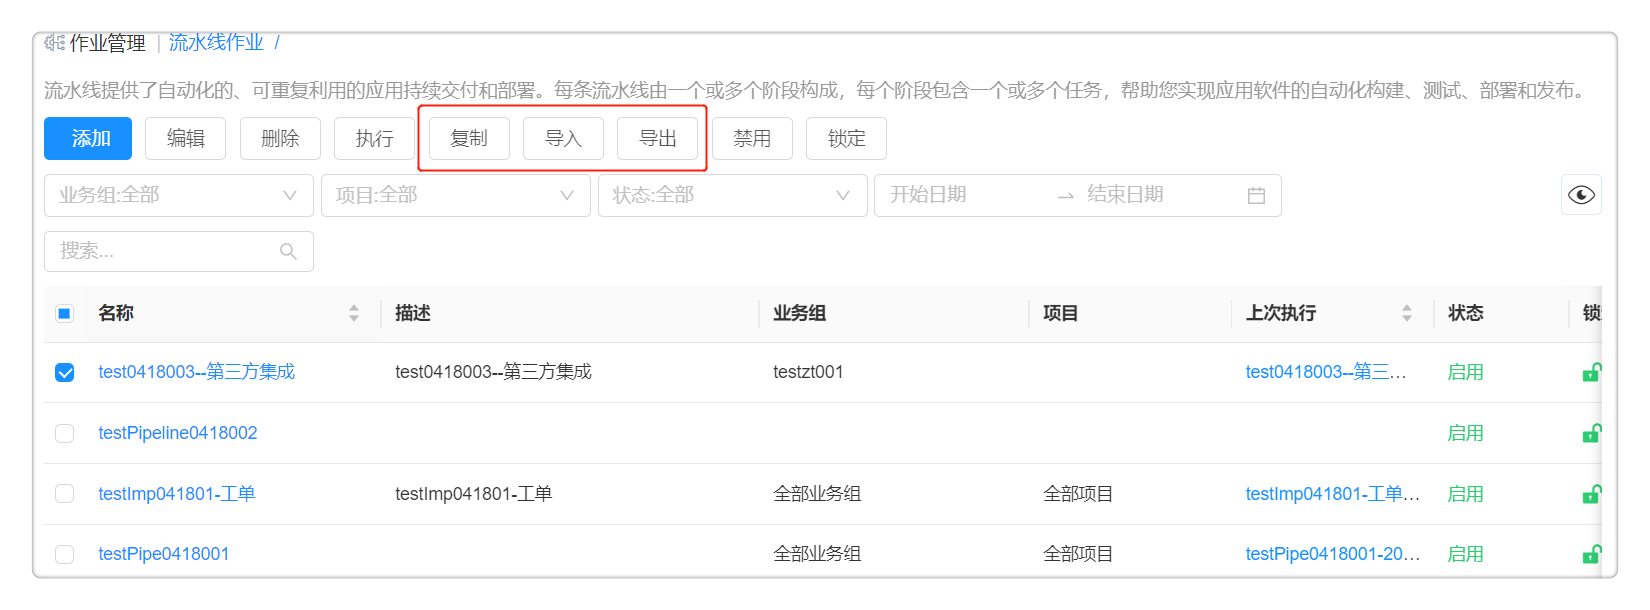 作业管理 | 流水线作业 /
流水线提供了自动化的、可重复利用的应用持续交付和部署。每条流水线由一个或多个阶段构成，每个阶段包含一个或多个任务，帮助您实现应用软件的自动化构建、测试、部署和发布。
添加 编辑 删除 执行 复制 导入 导出 禁用 锁定
业务组:全部 项目:全部 状态:全部 开始日期 → 结束日期
搜索...
名称 描述 业务组 项目 上次执行 状态
test0418003--第三方集成 test0418003--第三方集成 testzt001 test0418003--第三... 启用
testPipeline0418002 启用
testImp041801-工单 testImp041801-工单 全部业务组 全部项目 testImp041801-工单... 启用
testPipe0418001 全部业务组 全部项目 testPipe0418001-20... 启用